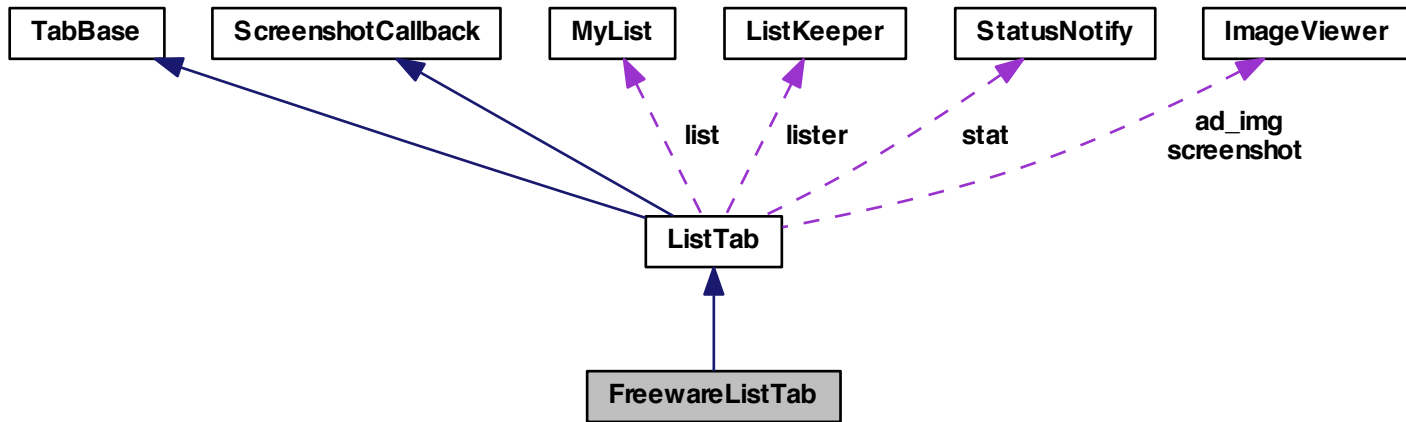 TabBase
ScreenshotCallback
MyList
ListKeeper
StatusNotify
ImageViewer
list
lister
stat
ad_img
screenshot
ListTab
FreewareListTab